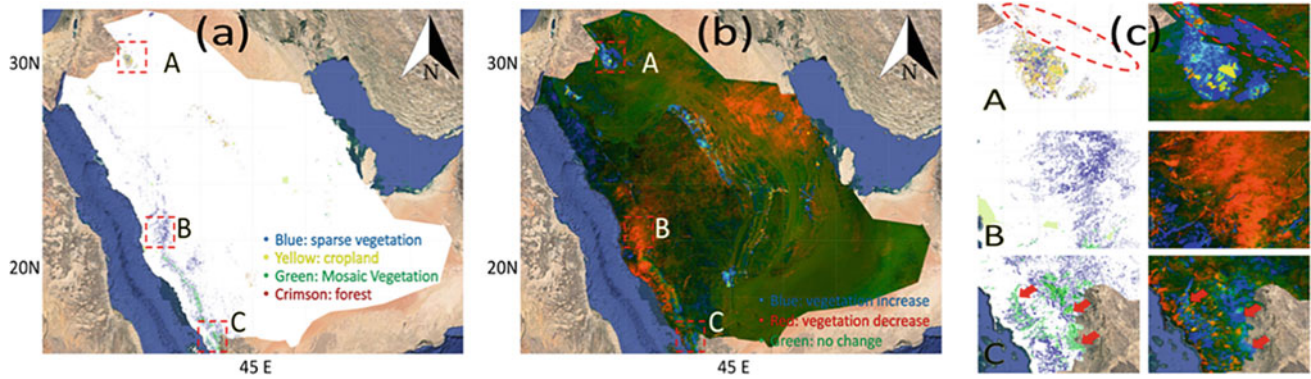 (a)
N
30N
A
B
20N
• Blue: sparse vegetation
• Yellow: cropland
• Green: Mosaic Vegetation
• Crimson: forest
C
45 E
(b)
N
30N
A
B
20N
• Blue: vegetation increase
• Red: vegetation decrease
• Green: no change
C
45 E
(c)
A
B
C